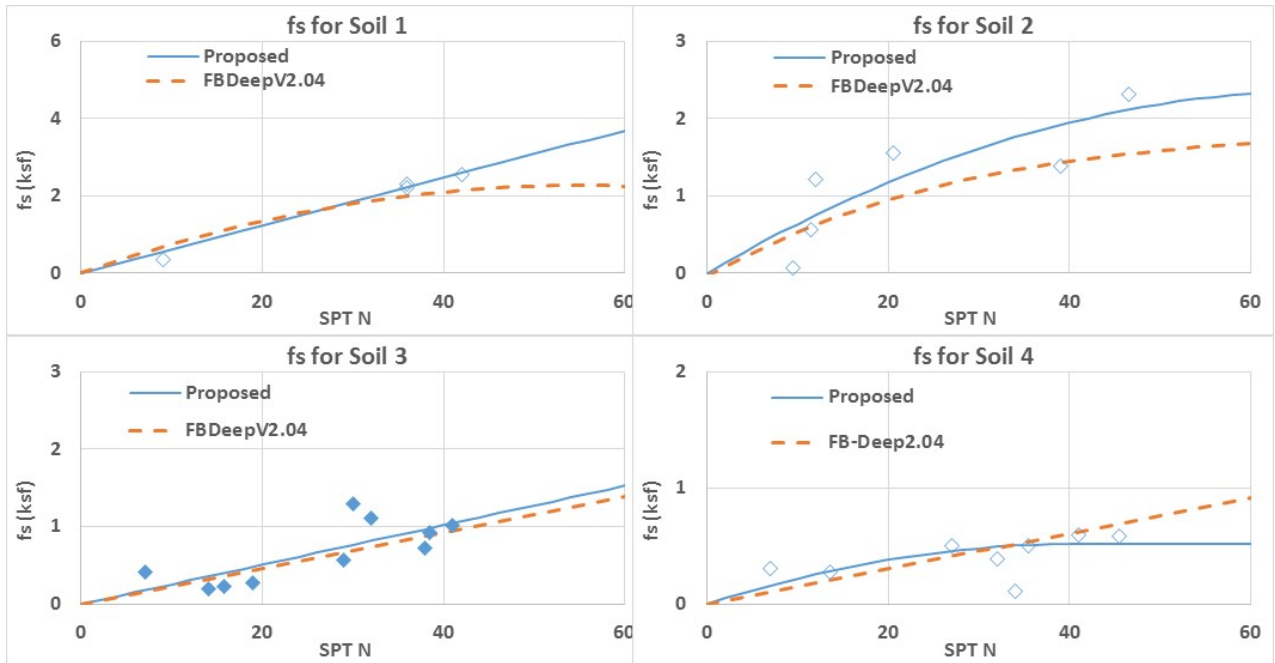 fs for Soil 1
Proposed
FBDeepV2.04
6
4
2
0
fs (ksf)
0 20 40 60
SPT N
fs for Soil 2
Proposed
FBDeepV2.04
3
2
1
0
fs (ksf)
0 20 40 60
SPT N
fs for Soil 3
Proposed
FBDeepV2.04
3
2
1
0
fs (ksf)
0 20 40 60
SPT N
fs for Soil 4
Proposed
FB-Deep2.04
2
1
0
fs (ksf)
0 20 40 60
SPT N